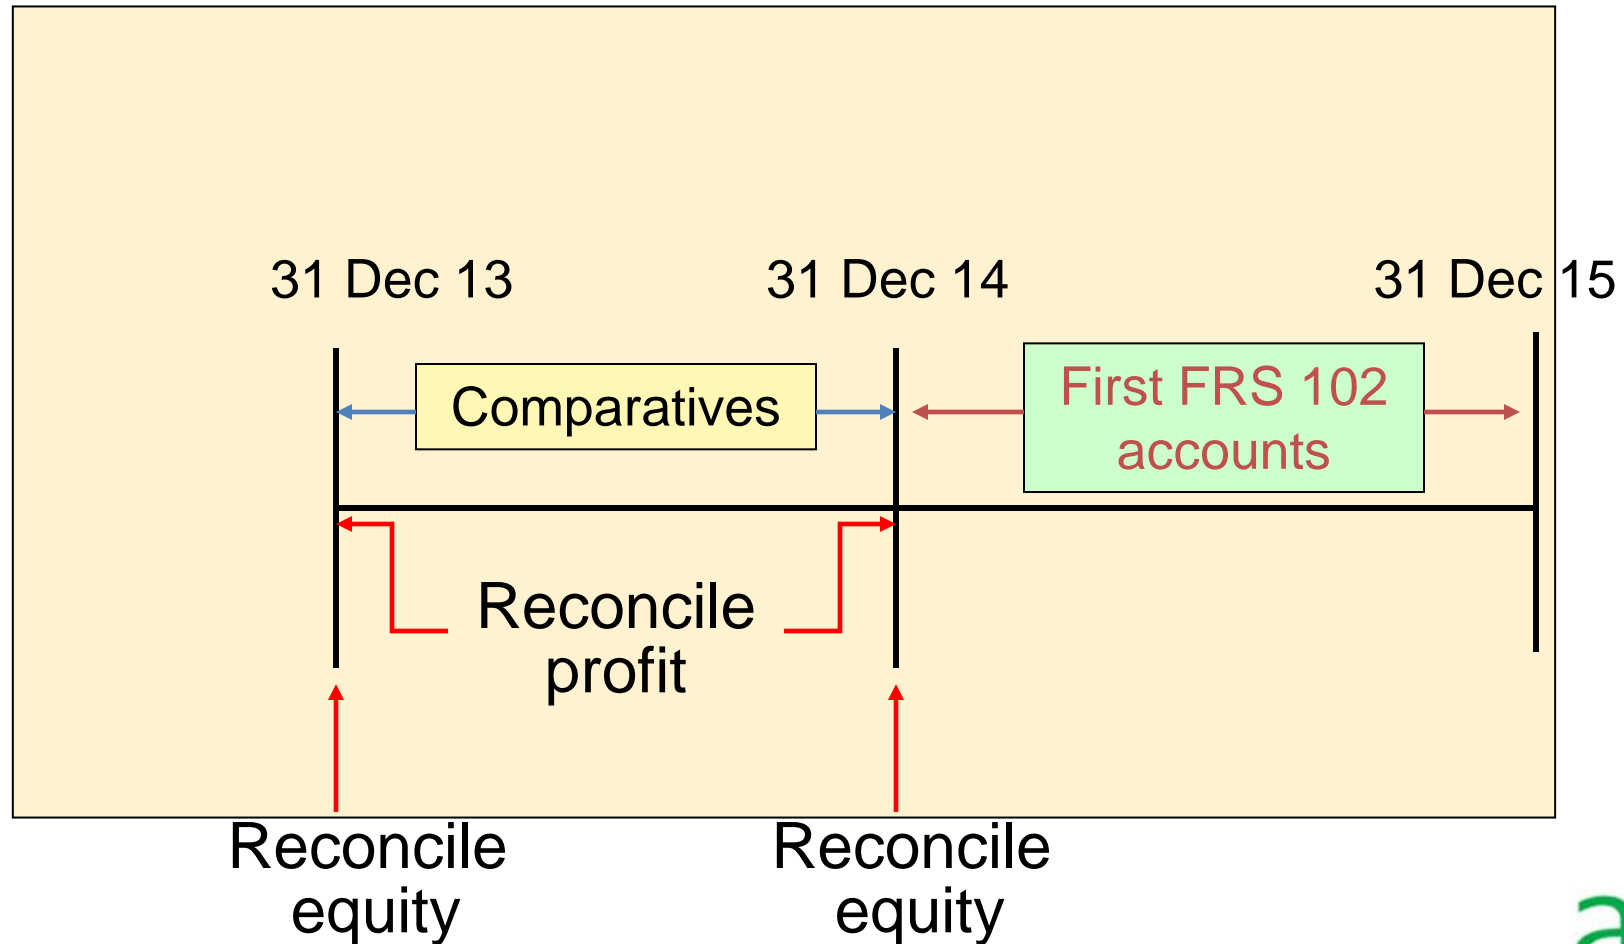 31 Dec 13
31 Dec 14
31 Dec 15
Comparatives
First FRS 102
accounts
Reconcile
profit
Reconcile
equity
Reconcile
equity
a